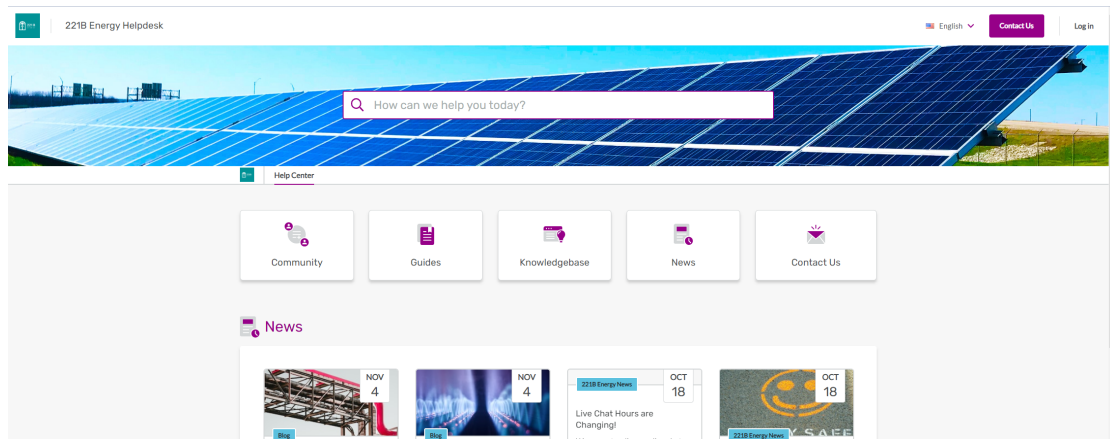 221B Energy Helpdesk
English
Contact Us
Log in
How can we help you today?
Help Center
Community
Guides
Knowledgebase
News
Contact Us
News
NOV
4
Blog
NOV
4
Blog
221B Energy News
OCT
18
Live Chat Hours are
Changing!
OCT
18
221B Energy News
SAFE